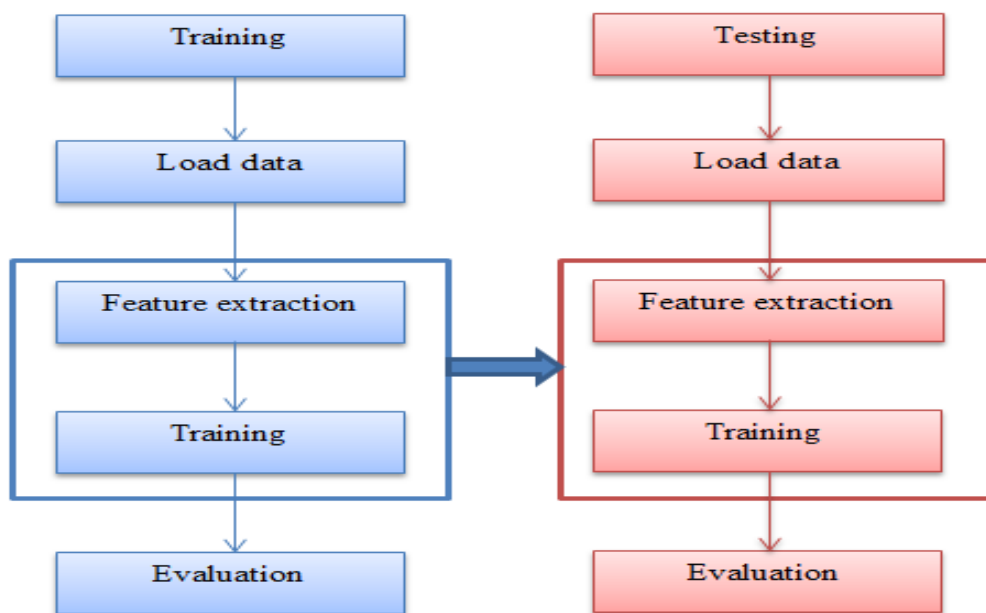 Training
Load data
Feature extraction
Training
Evaluation
Testing
Load data
Feature extraction
Training
Evaluation